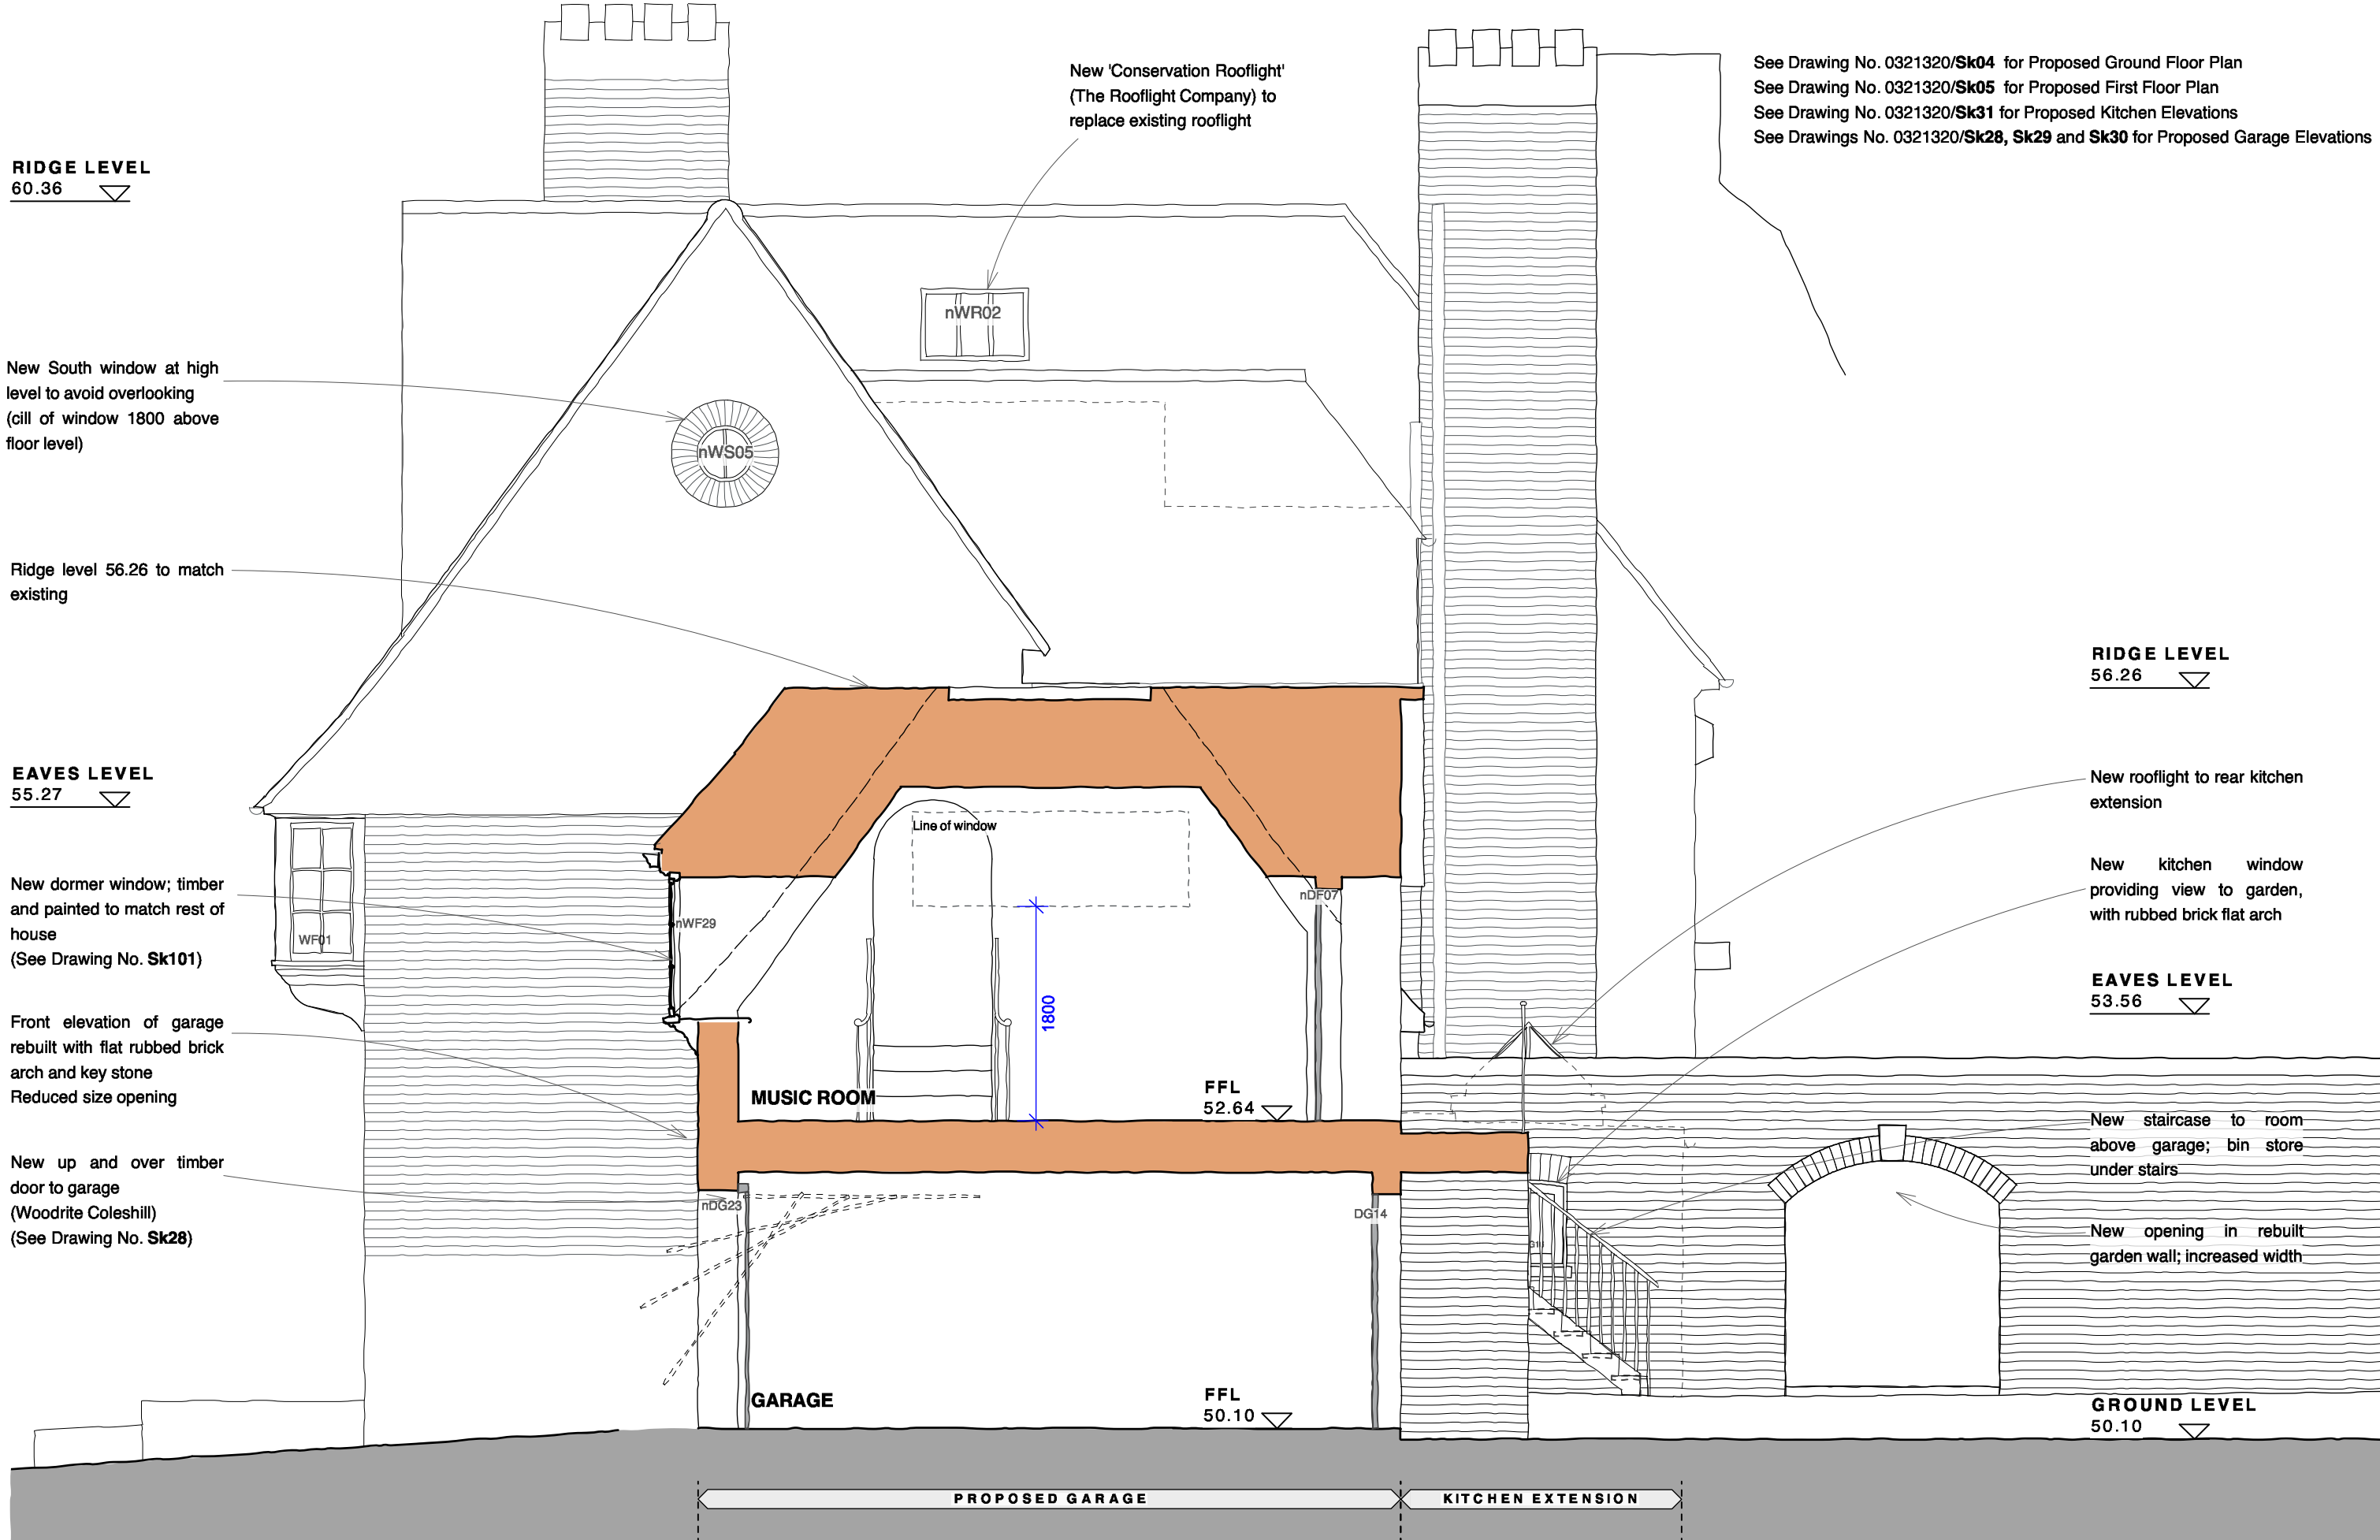 See Drawing No. 0321320/Sk04 for Proposed Ground Floor Plan
See Drawing No. 0321320/Sk05 for Proposed First Floor Plan
See Drawing No. 0321320/Sk31 for Proposed Kitchen Elevations
See Drawings No. 0321320/Sk28, Sk29 and Sk30 for Proposed Garage Elevations
New 'Conservation Rooflight'
(The Rooflight Company) to
replace existing rooflight
RIDGE LEVEL
60.36
nWR02
New South window at high
level to avoid overlooking
(cill of window 1800 above
floor level)
nWS05
Ridge level 56.26 to match
existing
RIDGE LEVEL
56.26
EAVES LEVEL
55.27
New rooflight to rear kitchen
extension
Line of window
New kitchen window
providing view to garden,
with rubbed brick flat arch
New dormer window; timber
and painted to match rest of
house
(See Drawing No. Sk101)
WF01
nWF29
nDF07
EAVES LEVEL
53.56
1800
Front elevation of garage
rebuilt with flat rubbed brick
arch and key stone
Reduced size opening
MUSIC ROOM
FFL
52.64
New staircase to room
above garage; bin store
under stairs
New up and over timber
door to garage
(Woodrite Coleshill)
(See Drawing No. Sk28)
nDG23
DG14
New opening in rebuilt
garden wall; increased width
GARAGE
FFL
50.10
GROUND LEVEL
50.10
PROPOSED GARAGE
KITCHEN EXTENSION